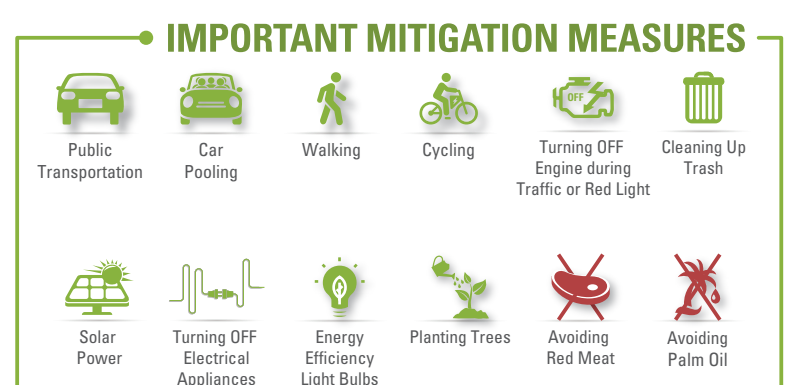 IMPORTANT MITIGATION MEASURES
Public
Transportation
Car
Pooling
Walking
Cycling
OFF
Turning OFF
Engine during
Traffic or Red Light
Cleaning Up
Trash
Solar
Power
Turning OFF
Electrical
Appliances
Energy
Efficiency
Light Bulbs
Planting Trees
Avoiding
Red Meat
Avoiding
Palm Oil